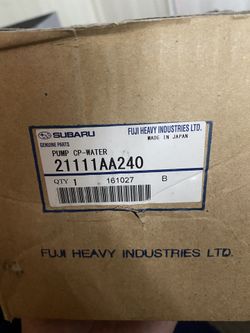 SUBARU FUJI HEAVY INDUSTRIES LTD.
GENUINE PARTS MADE IN JAPAN
PUMP CP-WATER
21111AA240
QTY 1 161027 B
FUJI HEAVY INDUSTRIES LTD.